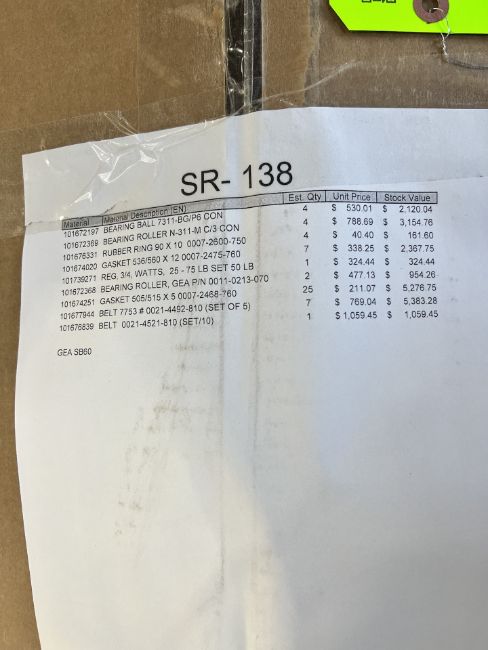 SR- 138
Material Material Description (EN) Est. Qty Unit Price Stock Value
101672197 BEARING BALL 7311-BG/P6 CON 4 $ 530.01 $ 2,120.04
101672369 BEARING ROLLER N-311-M C/3 CON 4 $ 788.69 $ 3,154.76
101676331 RUBBER RING 90 X 10 0007-2600-750 4 $ 40.40 $ 161.60
101674020 GASKET 536/560 X 12 0007-2475-760 7 $ 338.25 $ 2,367.75
101739271 REG, 3/4, WATTS, 25 - 75 LB SET 50 LB 1 $ 324.44 $ 324.44
101672368 BEARING ROLLER, GEA P/N 0011-0213-070 2 $ 477.13 $ 954.26
101674251 GASKET 505/515 X 5 0007-2468-760 25 $ 211.07 $ 5,276.75
101677944 BELT 7753 # 0021-4492-810 (SET OF 5) 7 $ 769.04 $ 5,383.28
101676839 BELT 0021-4521-810 (SET/10) 1 $ 1,059.45 $ 1,059.45
GEA SB60